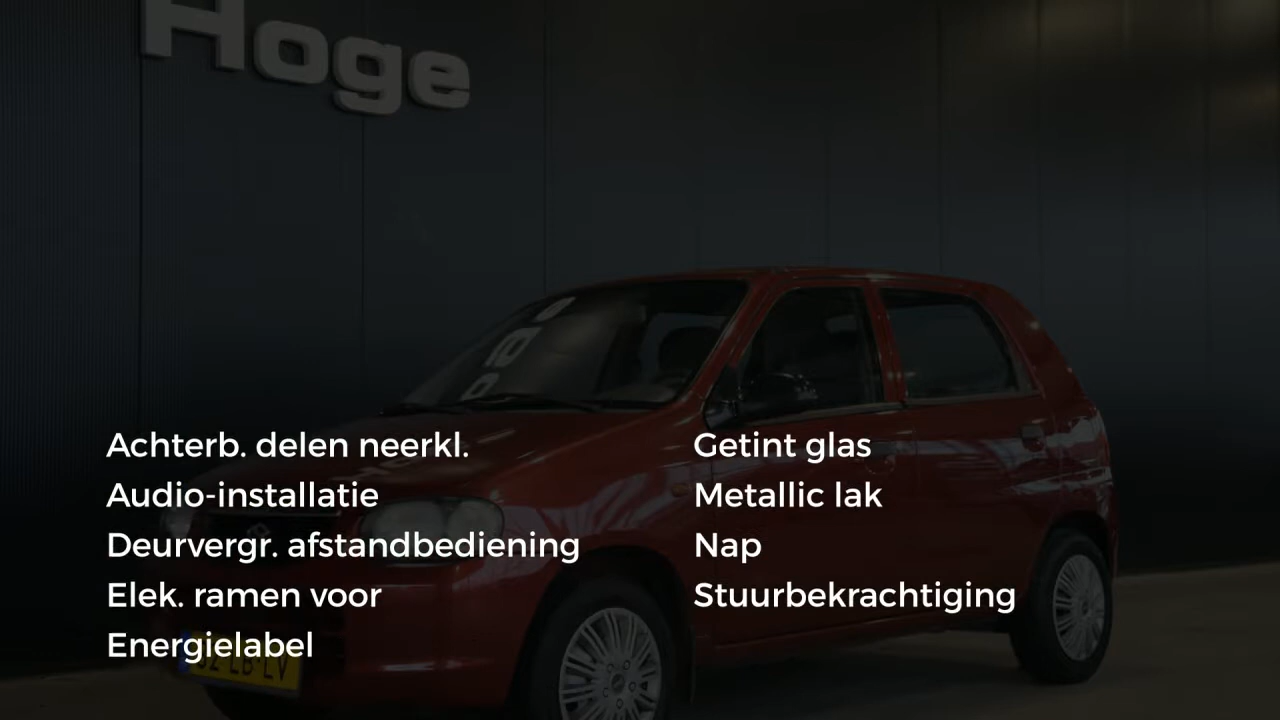 Hoge
Achterb. delen neerkl.
Audio-installatie
Deurvergr. afstandbediening
Elek. ramen voor
Energielabel
Getint glas
Metallic lak
Nap
Stuurbekrachtiging